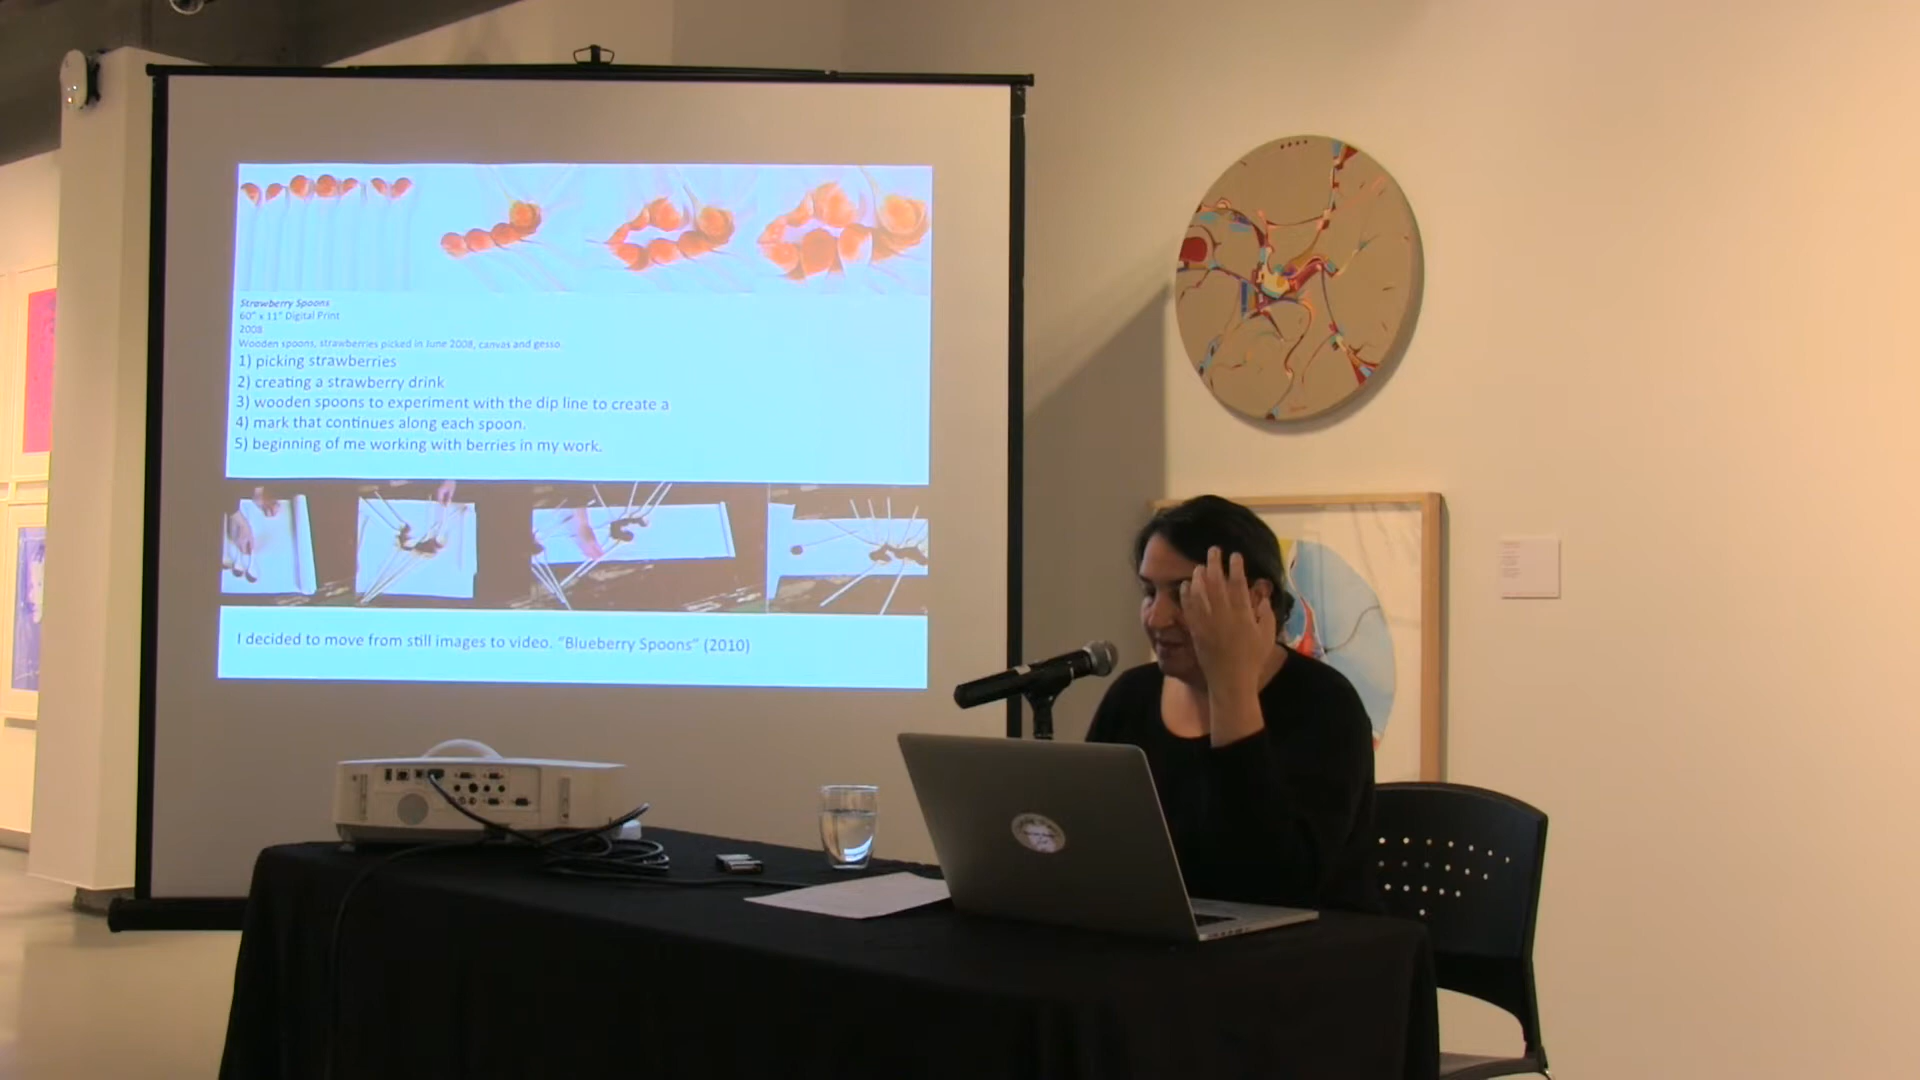 Strawberry Spoons
60" x 11" Digital Print
2008
Wooden spoons, strawberries picked in June 2008, canvas and gesso.
1) picking strawberries
2) creating a strawberry drink
3) wooden spoons to experiment with the dip line to create a
4) mark that continues along each spoon.
5) beginning of me working with berries in my work.
I decided to move from still images to video. "Blueberry Spoons" (2010)